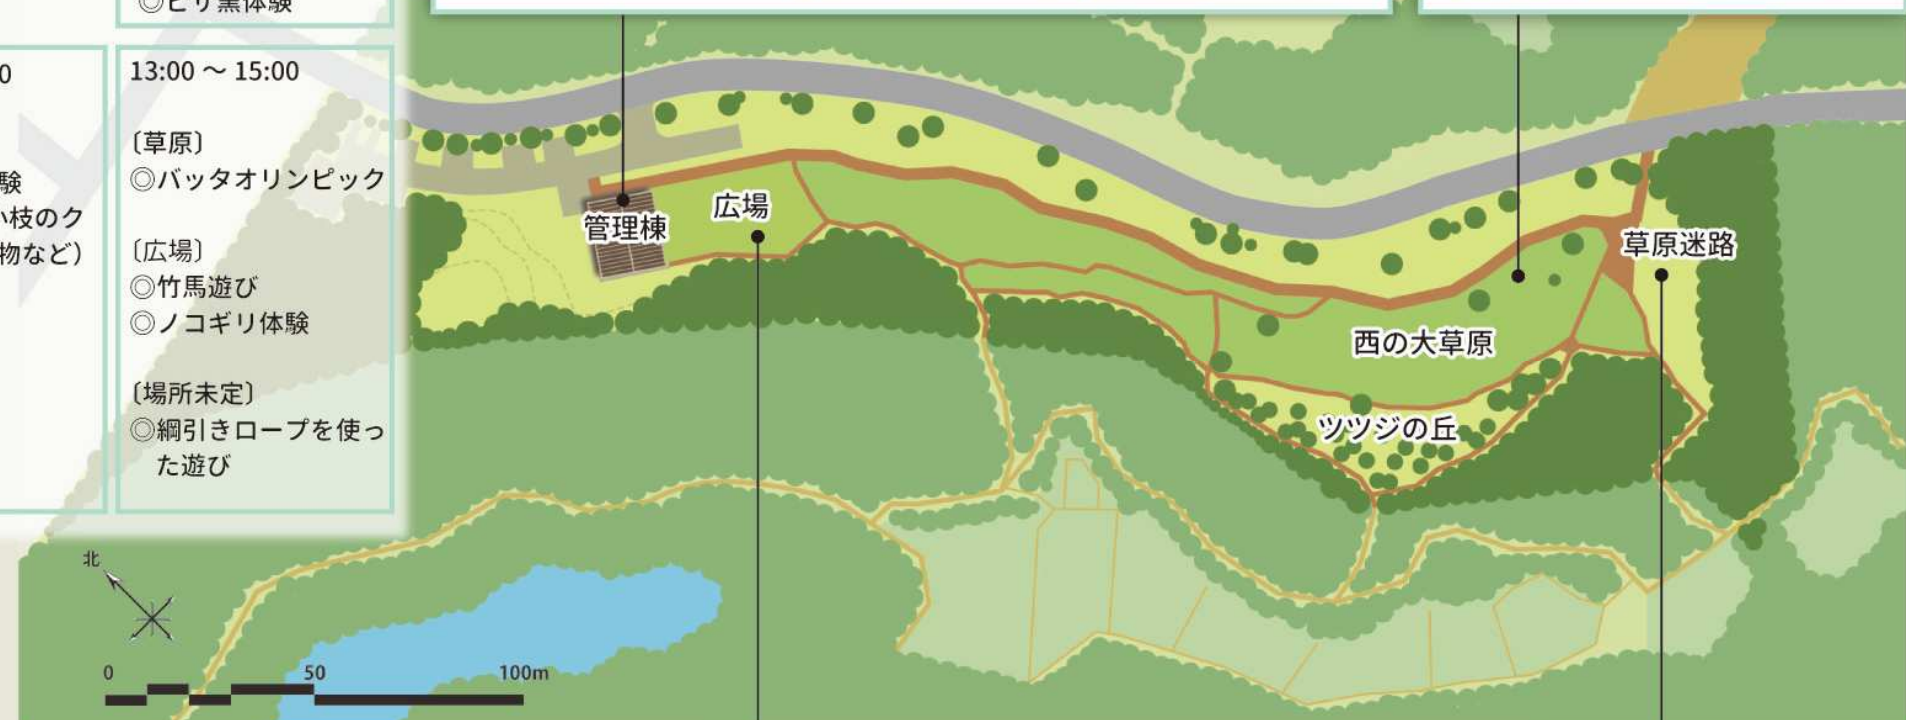 13:00 〜 15:00
〔草原〕
◎バッタオリンピック
〔広場〕
◎竹馬遊び
◎ノコギリ体験
〔場所未定〕
◎綱引きロープを使っ
た遊び
0
験
枝のク
物など）
管理棟
広場
草原迷路
西の大草原
ツツジの丘
北
0 50 100m